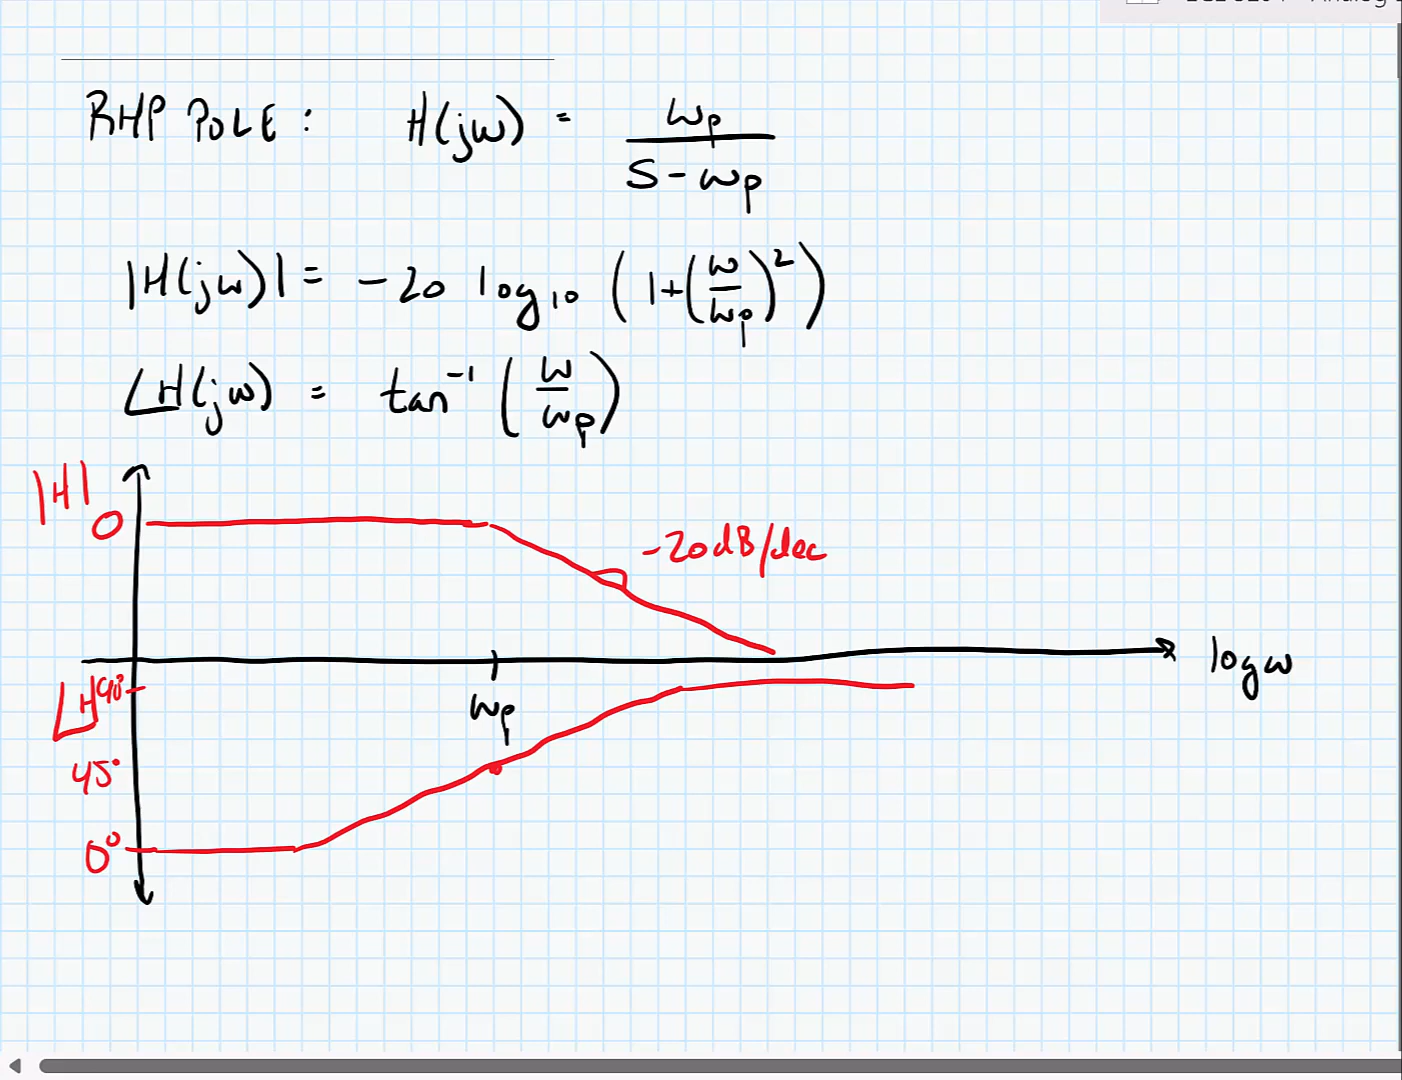 RHP POLE : H(jω) = ωp / (S - ωp)
|H(jω)| = -20 log10 (1+(ω/ωp)²)
∠H(jω) = tan⁻¹ (ω/ωp)
|H|
0
-20dB/dec
log ω
∠H 90°
ωp
45°
0°